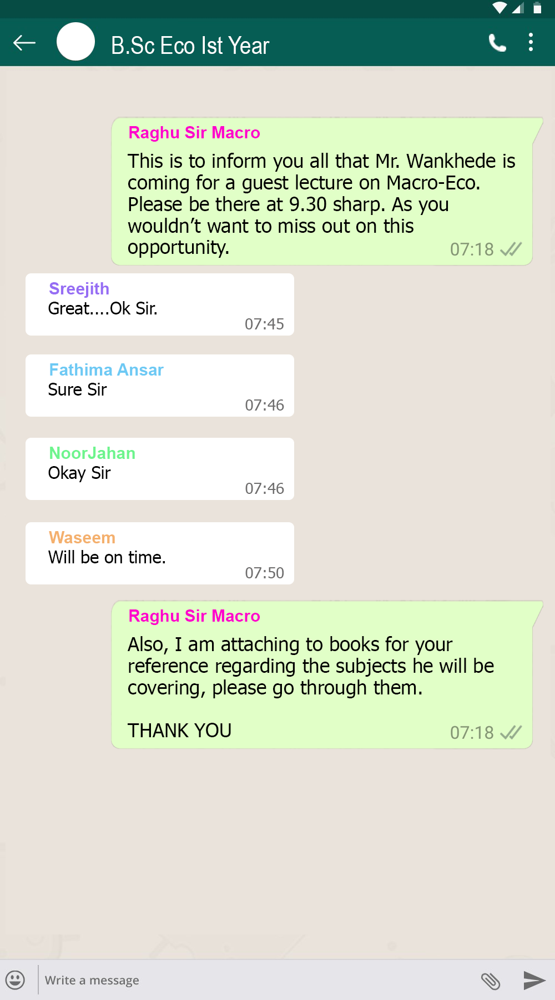 B.Sc Eco Ist Year
Raghu Sir Macro
This is to inform you all that Mr. Wankhede is
coming for a guest lecture on Macro-Eco.
Please be there at 9.30 sharp. As you
wouldn’t want to miss out on this
opportunity.
07:18
Sreejith
Great....Ok Sir.
07:45
Fathima Ansar
Sure Sir
07:46
NoorJahan
Okay Sir
07:46
Waseem
Will be on time.
07:50
Raghu Sir Macro
Also, I am attaching to books for your
reference regarding the subjects he will be
covering, please go through them.
THANK YOU
07:18
Write a message